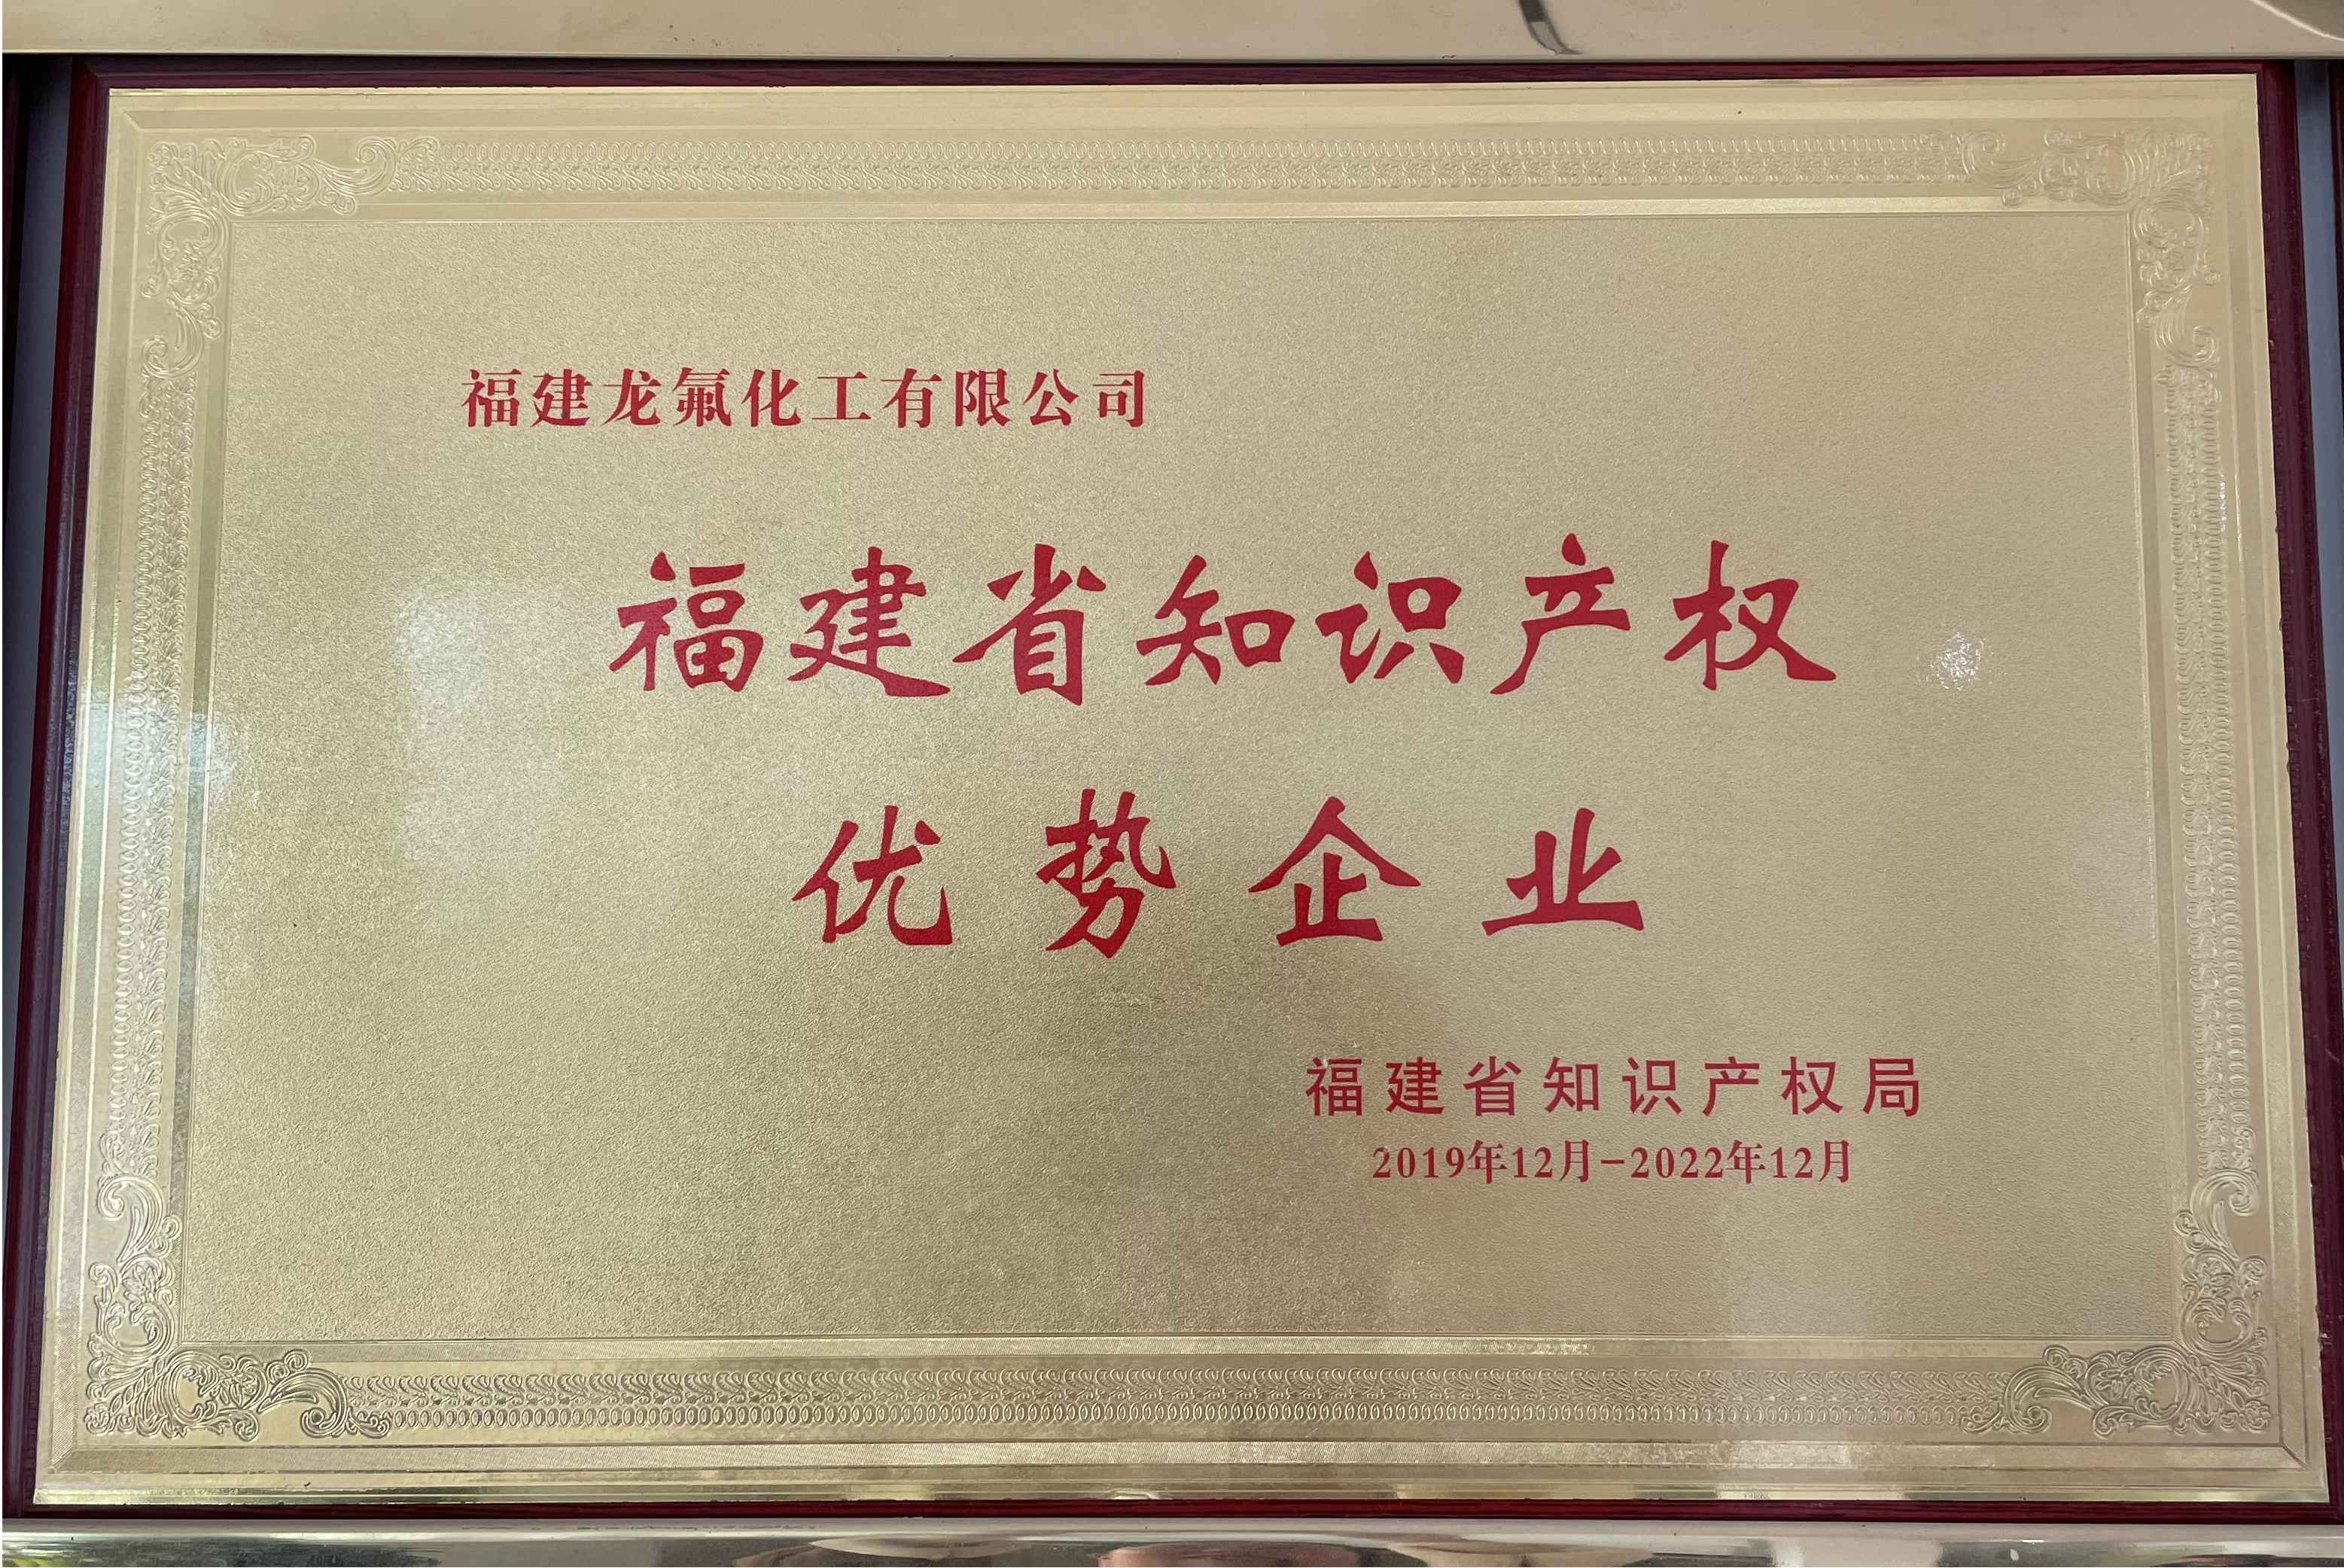 福建龙氟化工有限公司
福建省知识产权
优势企业
福建省知识产权局
2019年12月-2022年12月